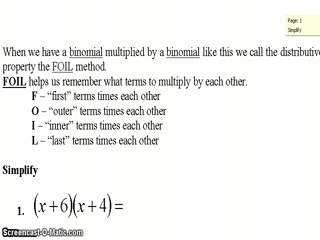 Page: 1
Simplify
When we have a binomial multiplied by a binomial like this we call the distributive
property the FOIL method.
FOIL helps us remember what terms to multiply by each other.
F – “first” terms times each other
O – “outer” terms times each other
I – “inner” terms times each other
L – “last” terms times each other
Simplify
1. (x+6)(x+4)=
Screencast-O-Matic.com